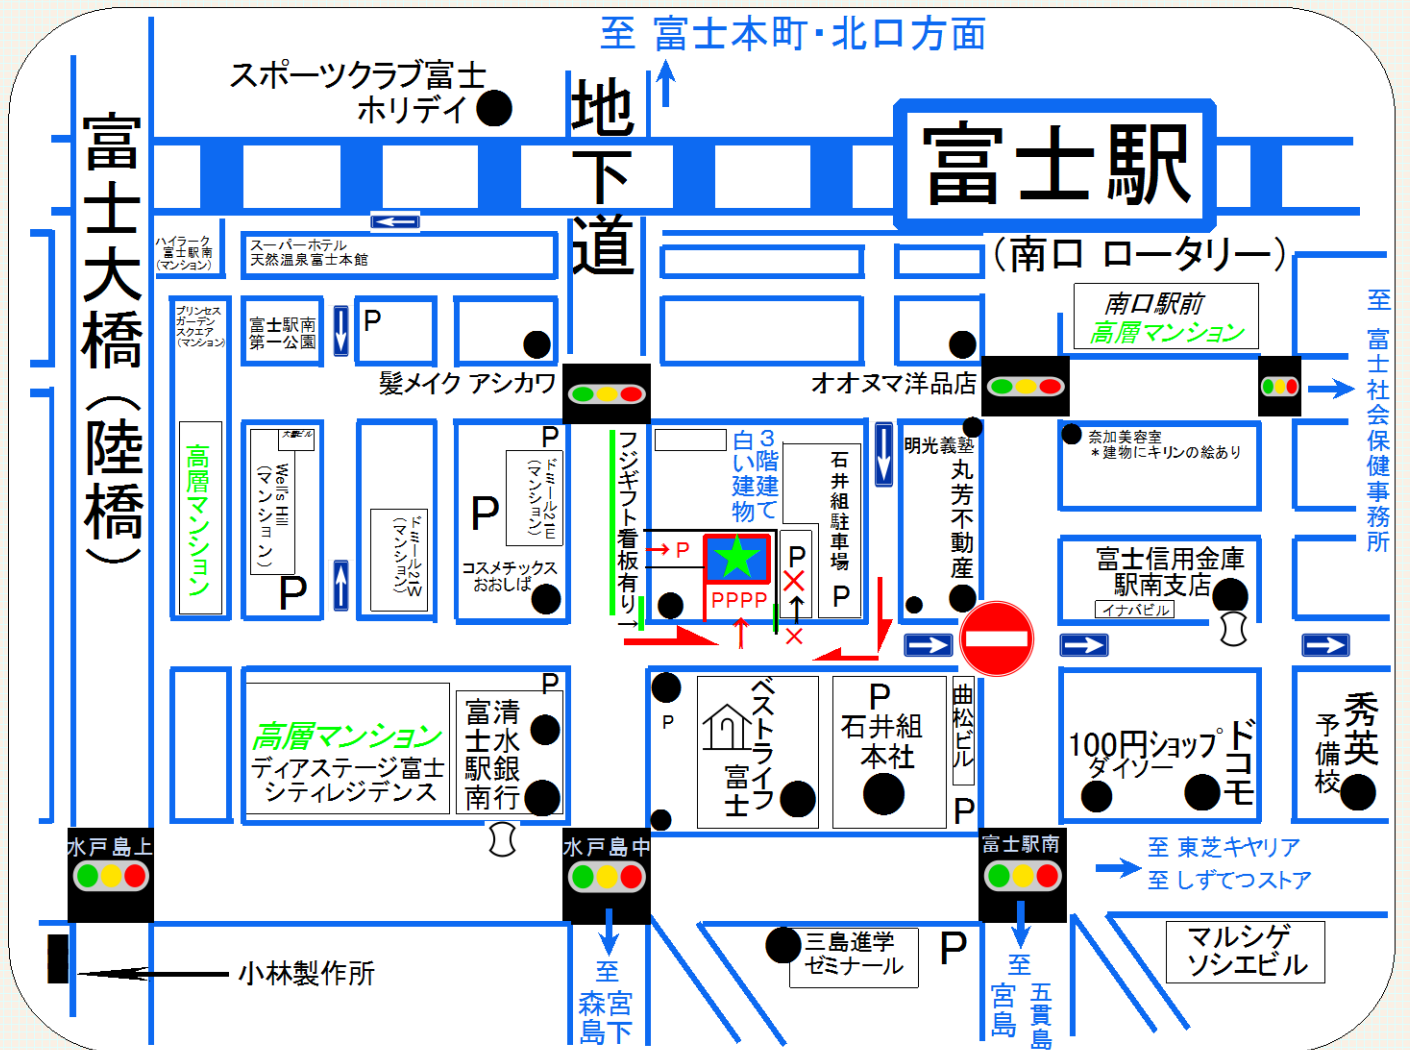 至 富士本町・北口方面
スポーツクラブ富士
ホリデイ
地下道
富士駅
(南口 ロータリー)
富士大橋(陸橋)
ハイラーク
富士駅南
(マンション)
スーパーホテル
天然温泉富士本館
プリンセス
ガーデン
スクエア
(マンション)
富士駅南
第一公園
P
南口駅前
高層マンション
至 富士社会保健事務所
髪メイク アシカワ
オオヌマ洋品店
高層マンション
大富ビル
Well's Hill
(マンション)
P
ドミール21W
(マンション)
P
P
ドミール21E
(マンション)
コスメチックス
おおしば
フジギフト看板有り→
3階建て
白い建物
→ P
PPPP
P
石井組駐車場
P
明光義塾
丸芳不動産
奈加美容室
*建物にキリンの絵あり
富士信用金庫
駅南支店
イナバビル
高層マンション
ディアステージ富士
シティレジデンス
P
清水銀行
富士駅南
P
ベストライフ
富士
P
石井組
本社
曲松ビル
P
100円ショップ
ダイソー
ドコモ
秀英
予備校
水戸島上
水戸島中
富士駅南
至 東芝キヤリア
至 しずてつストア
小林製作所
至
宮下
森島
三島進学
ゼミナール
P
至
五貫島
宮島
マルシゲ
ソシエビル